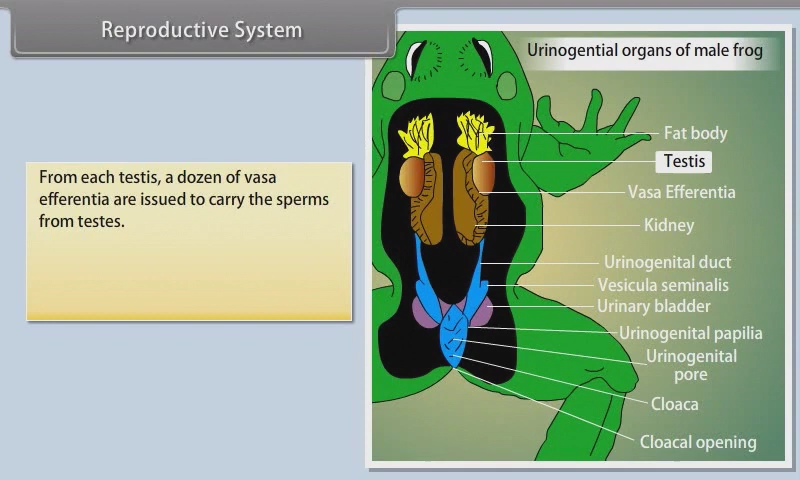 Reproductive System
From each testis, a dozen of vasa
efferentia are issued to carry the sperms
from testes.
Urinogential organs of male frog
Fat body
Testis
Vasa Efferentia
Kidney
Urinogenital duct
Vesicula seminalis
Urinary bladder
Urinogenital papilia
Urinogenital
pore
Cloaca
Cloacal opening